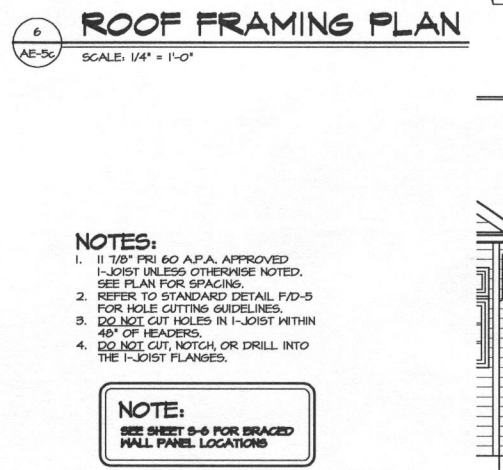 6
ROOF FRAMING PLAN
AE-5c
SCALE: 1/4" = 1'-0"
NOTES:
1. 11 7/8" PRI 60 A.P.A. APPROVED
I-JOIST UNLESS OTHERWISE NOTED.
SEE PLAN FOR SPACING.
2. REFER TO STANDARD DETAIL F/D-5
FOR HOLE CUTTING GUIDELINES.
3. DO NOT CUT HOLES IN I-JOIST WITHIN
48" OF HEADERS.
4. DO NOT CUT, NOTCH, OR DRILL INTO
THE I-JOIST FLANGES.
NOTE:
SEE SHEET S-6 FOR BRACED
WALL PANEL LOCATIONS